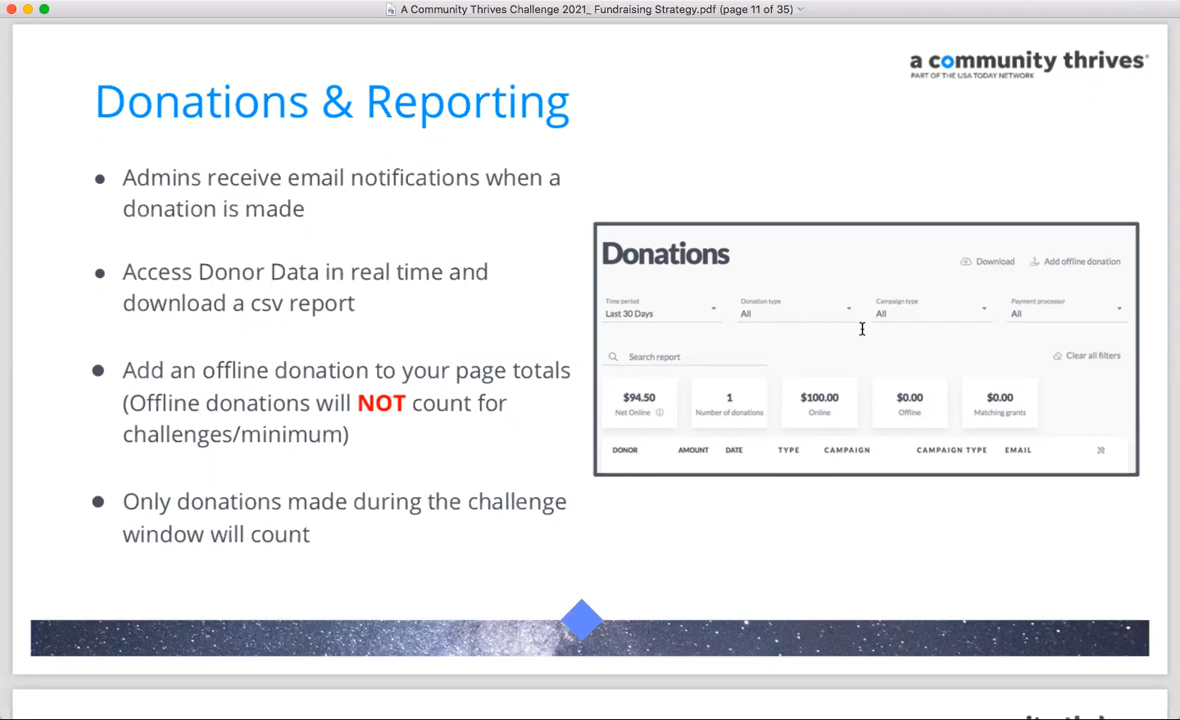 A Community Thrives Challenge 2021_ Fundraising Strategy.pdf (page 11 of 35)
a community thrives®
PART OF THE USA TODAY NETWORK
Donations & Reporting
● Admins receive email notifications when a
donation is made
● Access Donor Data in real time and
download a csv report
● Add an offline donation to your page totals
(Offline donations will NOT count for
challenges/minimum)
● Only donations made during the challenge
window will count
Donations
Download Add offline donation
Time period Donation type Campaign type Payment processor
Last 30 Days All All All
Search report Clear all filters
$94.50 1 $100.00 $0.00 $0.00
Net Online Number of donations Online Offline Matching grants
DONOR AMOUNT DATE TYPE CAMPAIGN CAMPAIGN TYPE EMAIL